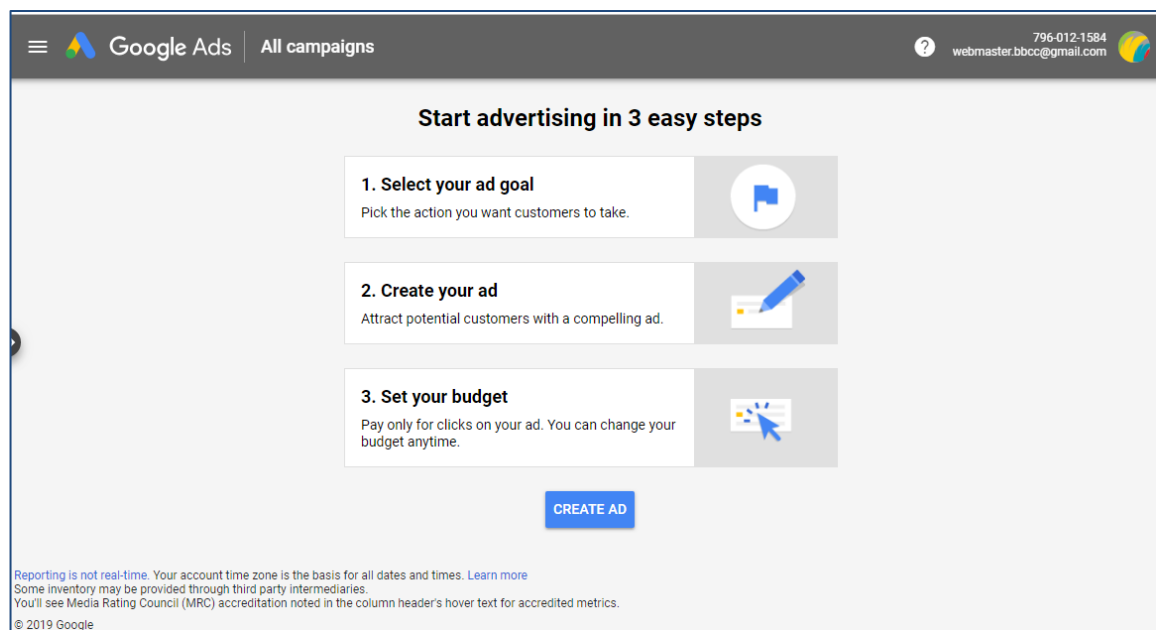 Google Ads
All campaigns
796-012-1584
webmaster.bbcc@gmail.com
Start advertising in 3 easy steps
1. Select your ad goal
Pick the action you want customers to take.
2. Create your ad
Attract potential customers with a compelling ad.
3. Set your budget
Pay only for clicks on your ad. You can change your
budget anytime.
CREATE AD
Reporting is not real-time. Your account time zone is the basis for all dates and times. Learn more
Some inventory may be provided through third party intermediaries.
You'll see Media Rating Council (MRC) accreditation noted in the column header's hover text for accredited metrics.
© 2019 Google